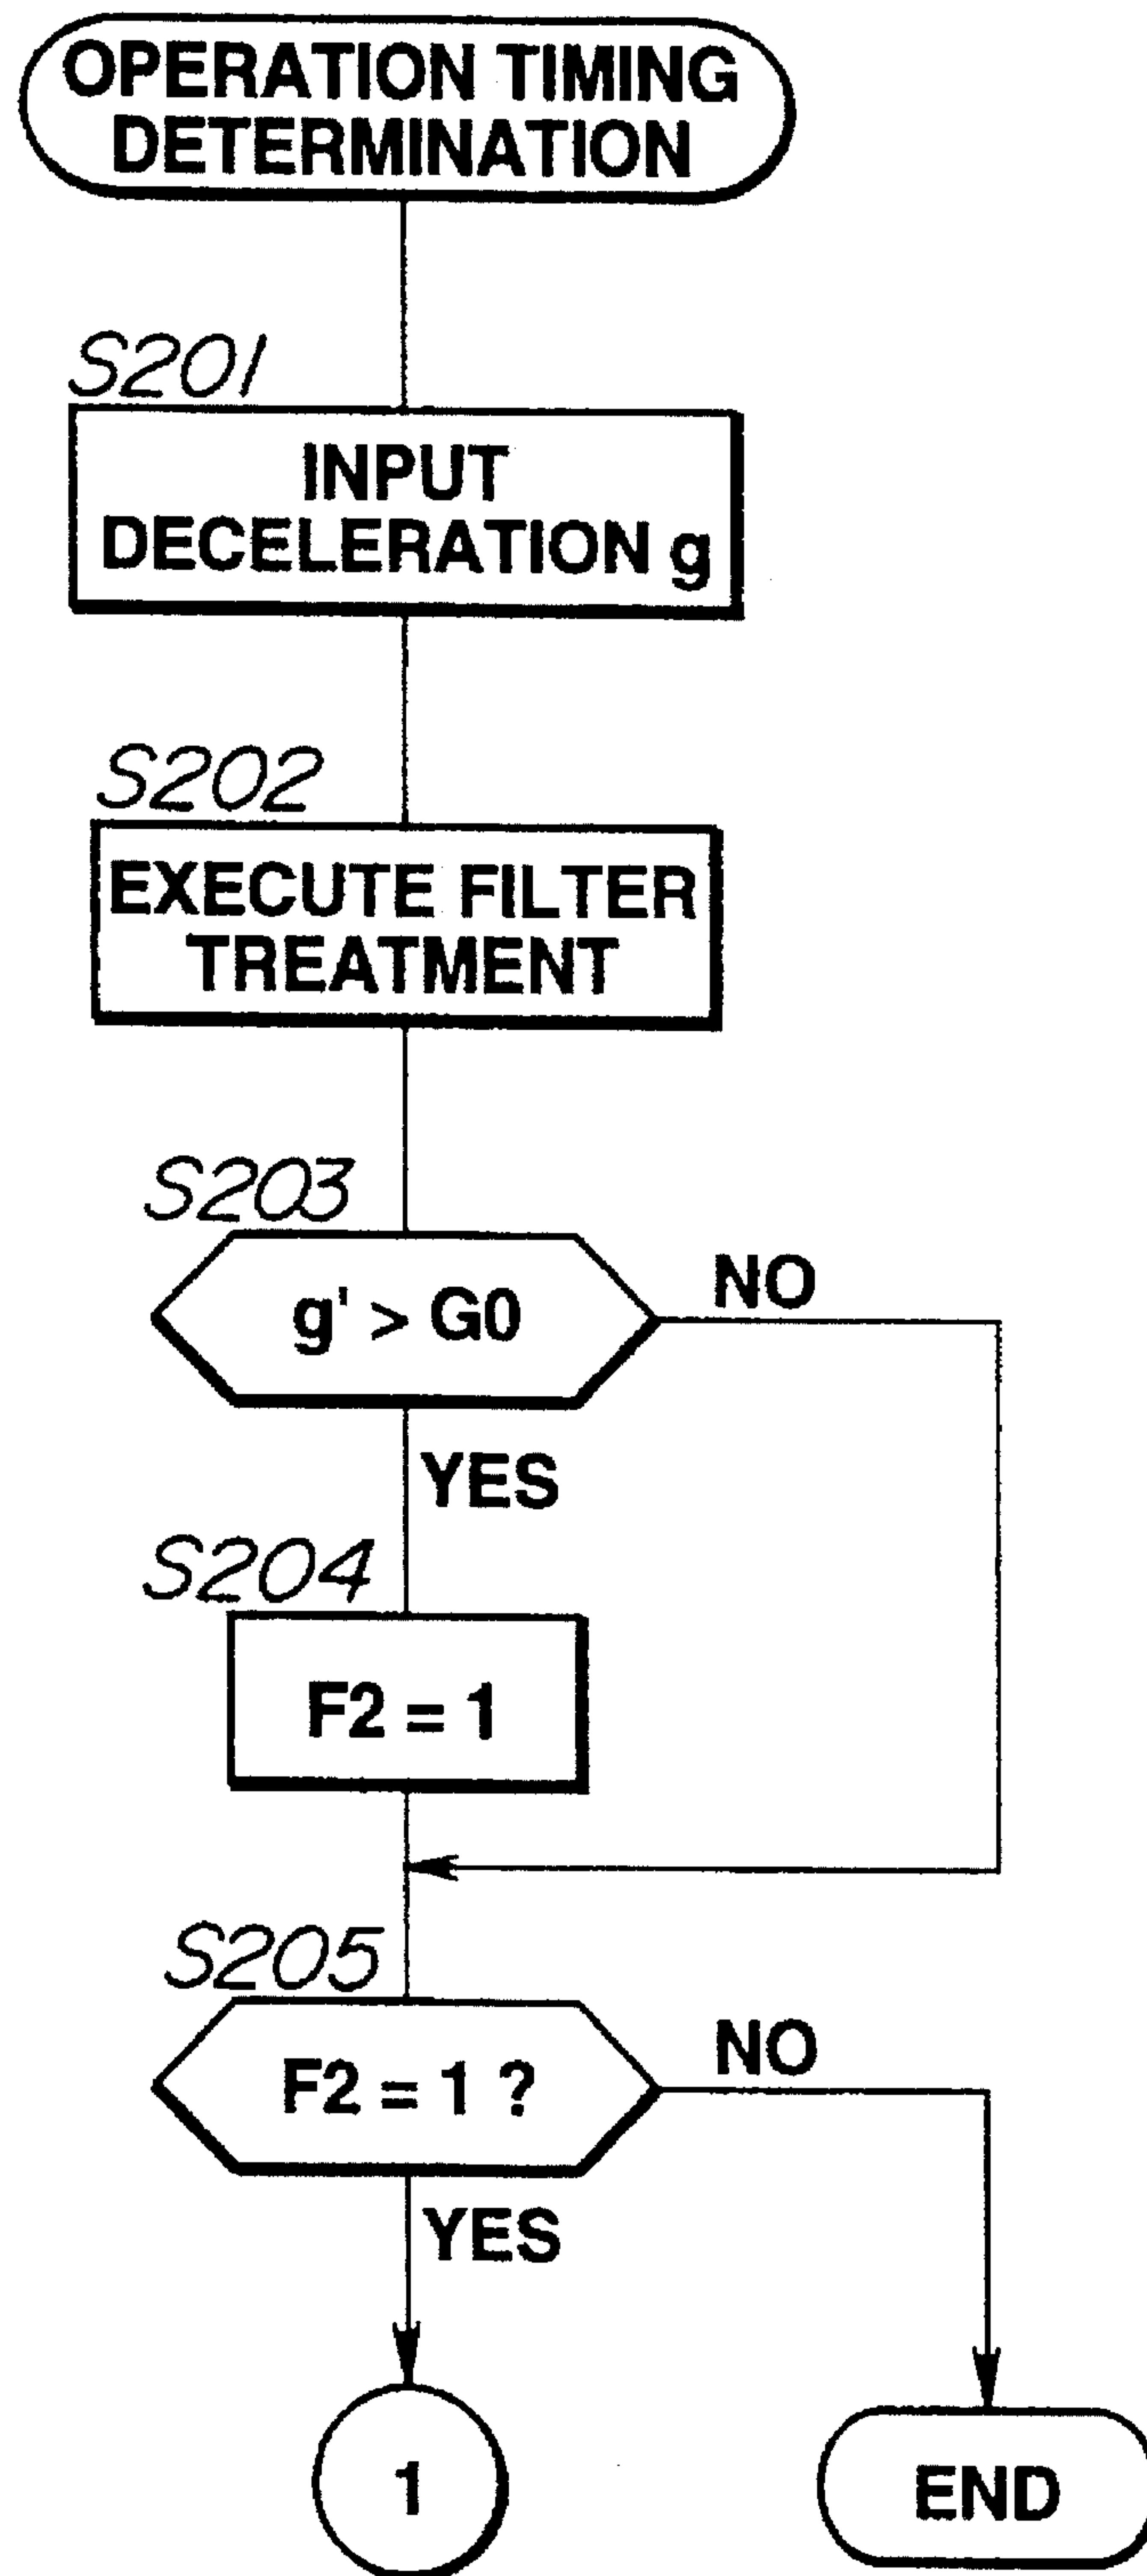 OPERATION TIMING
DETERMINATION
S201
INPUT
DECELERATION g
S202
EXECUTE FILTER
TREATMENT
S203
g' > G0
NO
YES
S204
F2 = 1
S205
F2 = 1 ?
NO
YES
1
END